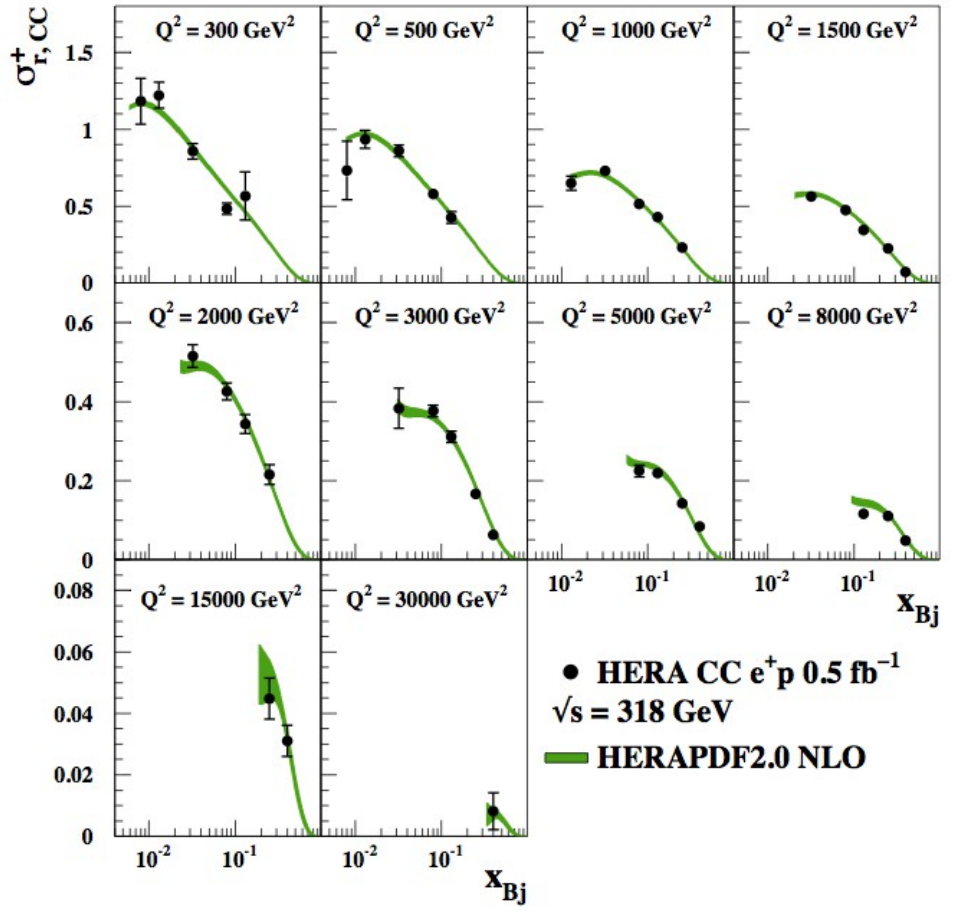 σ⁺r, CC
Q² = 300 GeV²
Q² = 500 GeV²
Q² = 1000 GeV²
Q² = 1500 GeV²
1.5
1
0.5
0
Q² = 2000 GeV²
Q² = 3000 GeV²
Q² = 5000 GeV²
Q² = 8000 GeV²
0.6
0.4
0.2
0
10⁻² 10⁻¹ 10⁻² 10⁻¹
xBj
Q² = 15000 GeV²
Q² = 30000 GeV²
0.08
0.06
0.04
0.02
0
10⁻² 10⁻¹ 10⁻² 10⁻¹
xBj
HERA CC e⁺p 0.5 fb⁻¹
√s = 318 GeV
HERAPDF2.0 NLO